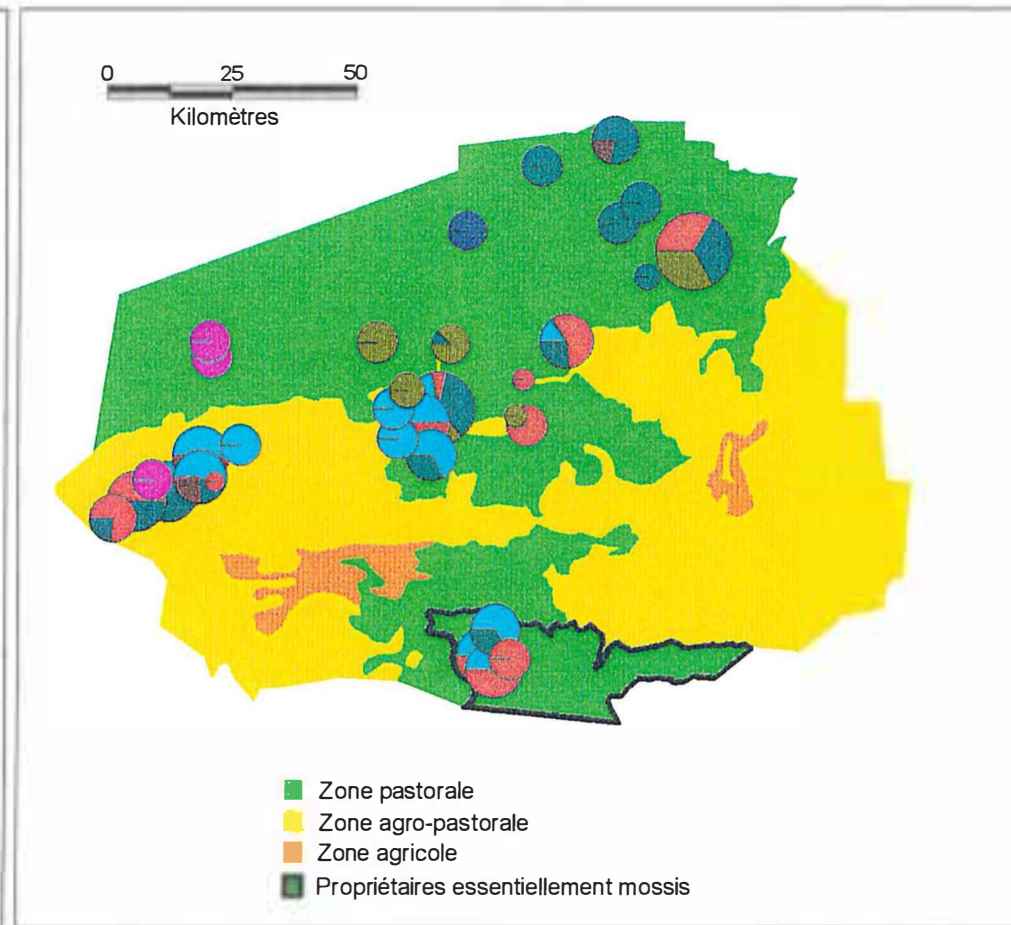 0 25 50
Kilomètres
Zone pastorale
Zone agro-pastorale
Zone agricole
Propriétaires essentiellement mossis